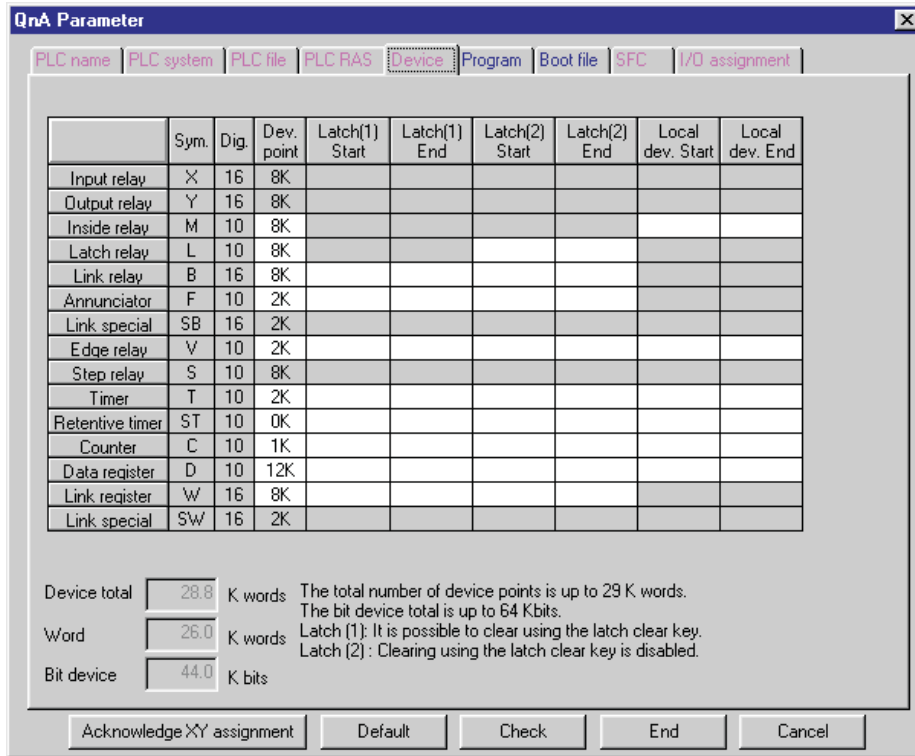 QnA Parameter
PLC name PLC system PLC file PLC RAS Device Program Boot file SFC I/O assignment
Sym. Dig. Dev. point Latch(1) Start Latch(1) End Latch(2) Start Latch(2) End Local dev. Start Local dev. End
Input relay X 16 8K
Output relay Y 16 8K
Inside relay M 10 8K
Latch relay L 10 8K
Link relay B 16 8K
Annunciator F 10 2K
Link special SB 16 2K
Edge relay V 10 2K
Step relay S 10 8K
Timer T 10 2K
Retentive timer ST 10 0K
Counter C 10 1K
Data register D 10 12K
Link register W 16 8K
Link special SW 16 2K
Device total 28.8 K words
The total number of device points is up to 29 K words.
The bit device total is up to 64 Kbits.
Word 26.0 K words
Latch (1): It is possible to clear using the latch clear key.
Latch (2) : Clearing using the latch clear key is disabled.
Bit device 44.0 K bits
Acknowledge XY assignment Default Check End Cancel